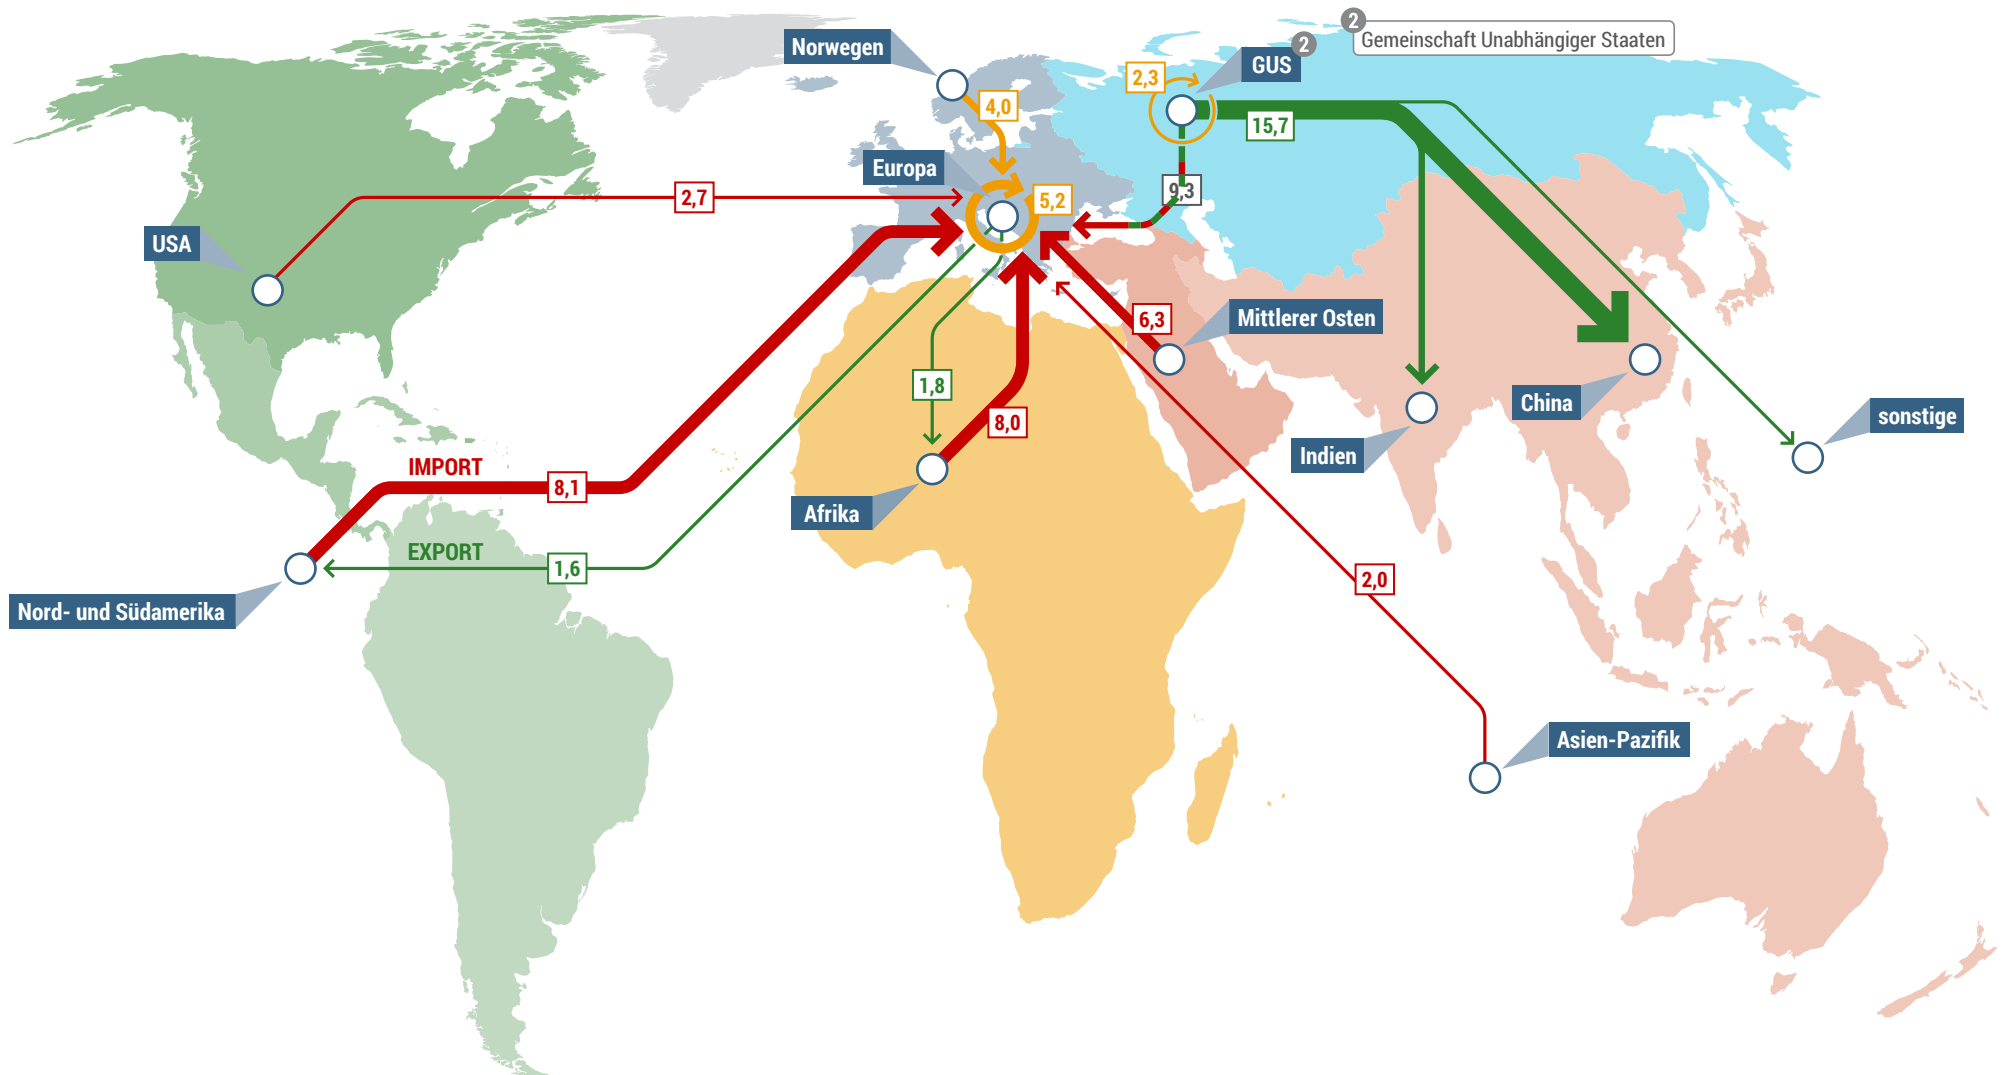 2
Gemeinschaft Unabhängiger Staaten
Norwegen
2
GUS
2,3
4,0
15,7
Europa
9,3
5,2
2,7
USA
Mittlerer Osten
6,3
1,8
China
sonstige
8,0
Indien
IMPORT
8,1
Afrika
EXPORT
1,6
2,0
Nord- und Südamerika
Asien-Pazifik